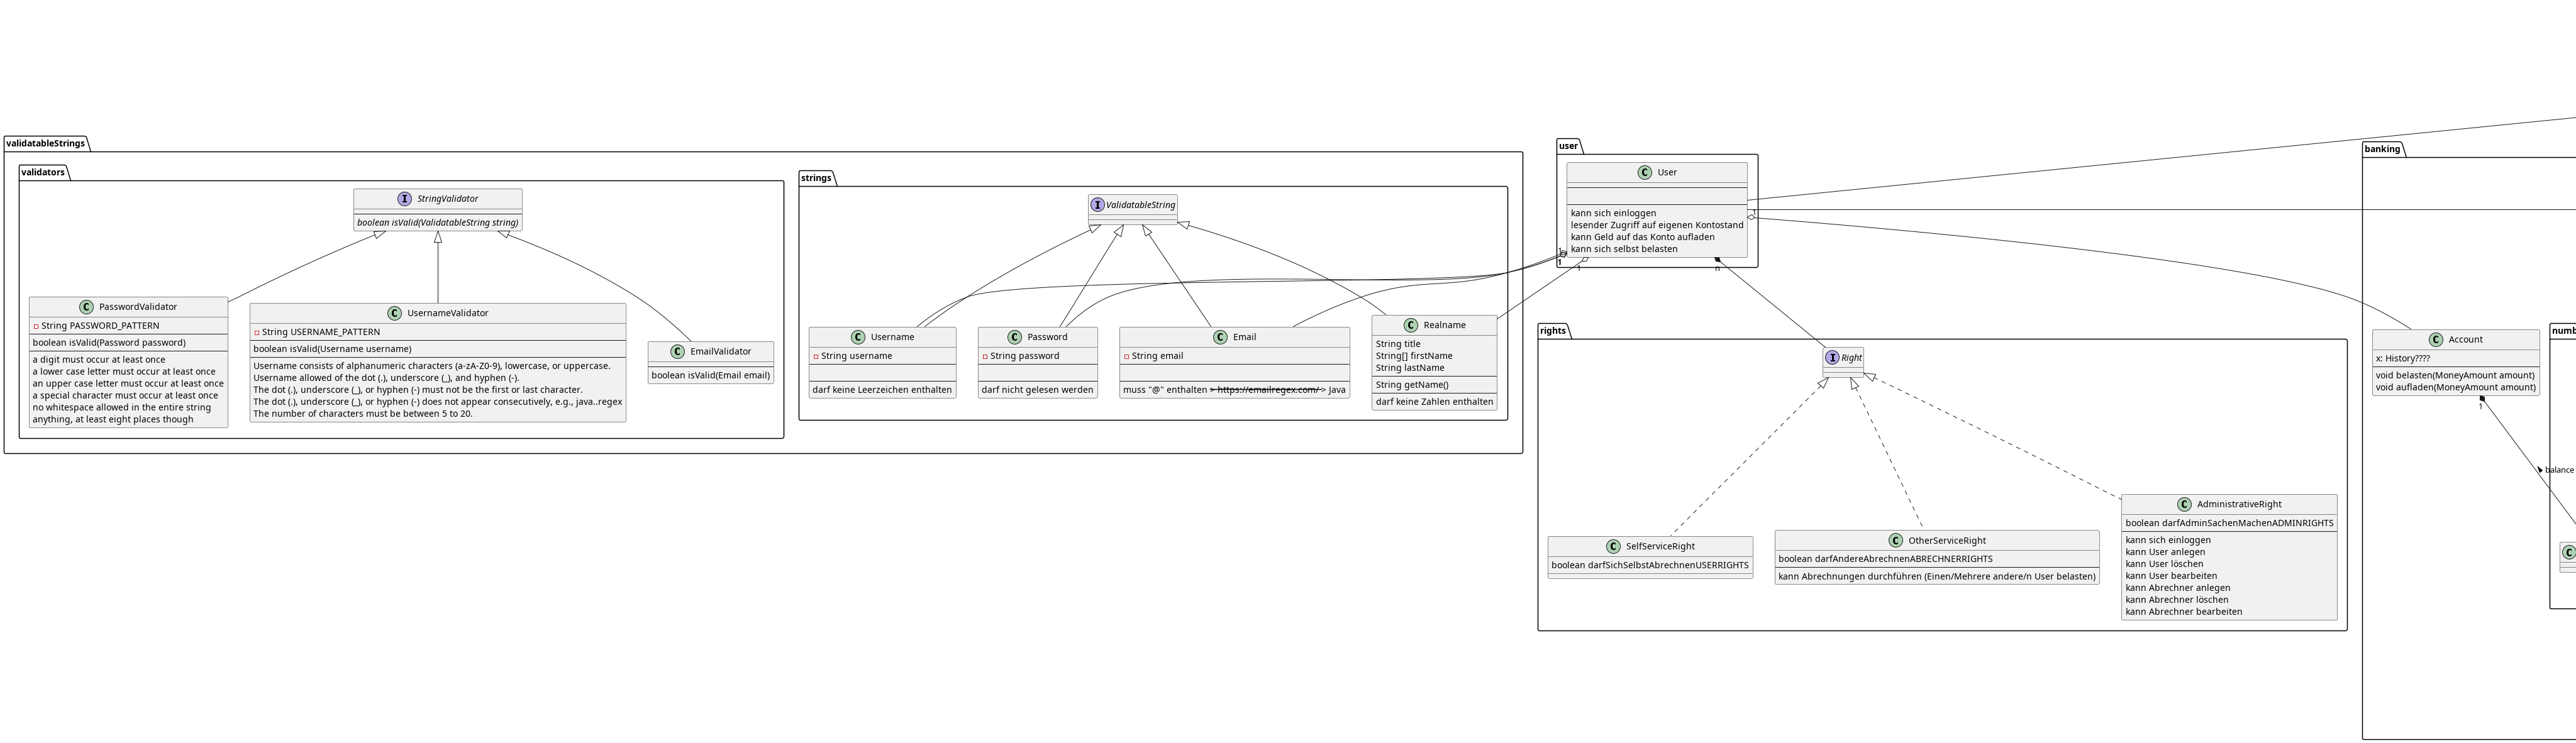 validatableStrings
validators
I StringValidator
boolean isValid(ValidatableString string)
C PasswordValidator
String PASSWORD_PATTERN
boolean isValid(Password password)
a digit must occur at least once
a lower case letter must occur at least once
an upper case letter must occur at least once
a special character must occur at least once
no whitespace allowed in the entire string
anything, at least eight places though
C UsernameValidator
String USERNAME_PATTERN
boolean isValid(Username username)
Username consists of alphanumeric characters (a-zA-Z0-9), lowercase, or uppercase.
Username allowed of the dot (.), underscore (_), and hyphen (-).
The dot (.), underscore (_), or hyphen (-) must not be the first or last character.
The dot (.), underscore (_), or hyphen (-) does not appear consecutively, e.g., java..regex
The number of characters must be between 5 to 20.
C EmailValidator
boolean isValid(Email email)
strings
I ValidatableString
C Username
String username
darf keine Leerzeichen enthalten
C Password
String password
darf nicht gelesen werden
C Email
String email
muss "@" enthalten > https://emailregex.com/ > Java
C Realname
String title
String[] firstName
String lastName
String getName()
darf keine Zahlen enthalten
user
C User
kann sich einloggen
lesender Zugriff auf eigenen Kontostand
kann Geld auf das Konto aufladen
kann sich selbst belasten
1
1
1
1
n
rights
I Right
C SelfServiceRight
boolean darfSichSelbstAbrechnenUSERRIGHTS
C OtherServiceRight
boolean darfAndereAbrechnenABRECHNERRIGHTS
kann Abrechnungen durchführen (Einen/Mehrere andere/n User belasten)
C AdministrativeRight
boolean darfAdminSachenMachenADMINRIGHTS
kann sich einloggen
kann User anlegen
kann User löschen
kann User bearbeiten
kann Abrechner anlegen
kann Abrechner löschen
kann Abrechner bearbeiten
banking
C Account
x: History????
void belasten(MoneyAmount amount)
void aufladen(MoneyAmount amount)
1
balance
numb
C